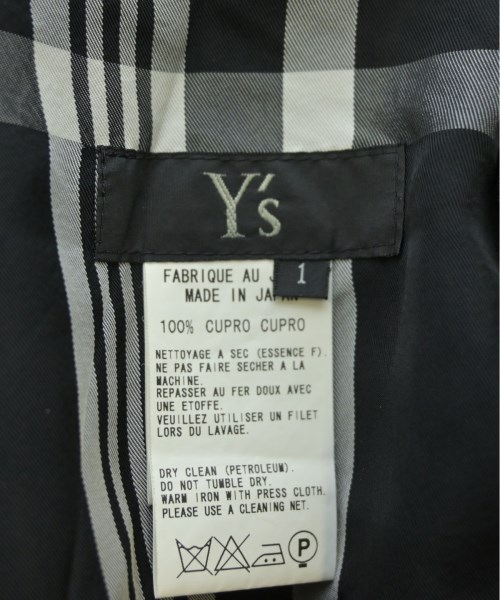 Y's
1
FABRIQUE AU
MADE IN JAPAN
100% CUPRO CUPRO
NETTOYAGE A SEC (ESSENCE F).
NE PAS FAIRE SECHER A LA
MACHINE.
REPASSER AU FER DOUX AVEC
UNE ETOFFE.
VEUILLEZ UTILISER UN FILET
LORS DU LAVAGE.
DRY CLEAN (PETROLEUM).
DO NOT TUMBLE DRY.
WARM IRON WITH PRESS CLOTH.
PLEASE USE A CLEANING NET.
P